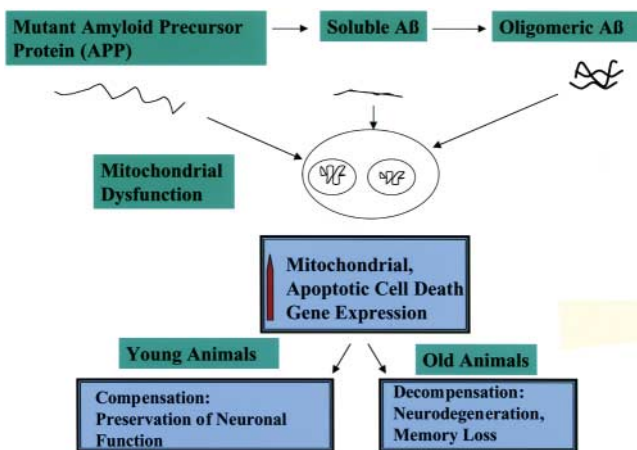 Mutant Amyloid Precursor
Protein (APP)
Soluble Aß
Oligomeric Aß
Mitochondrial
Dysfunction
Mitochondrial,
Apoptotic Cell Death
Gene Expression
Young Animals
Old Animals
Compensation:
Preservation of Neuronal
Function
Decompensation:
Neurodegeneration,
Memory Loss